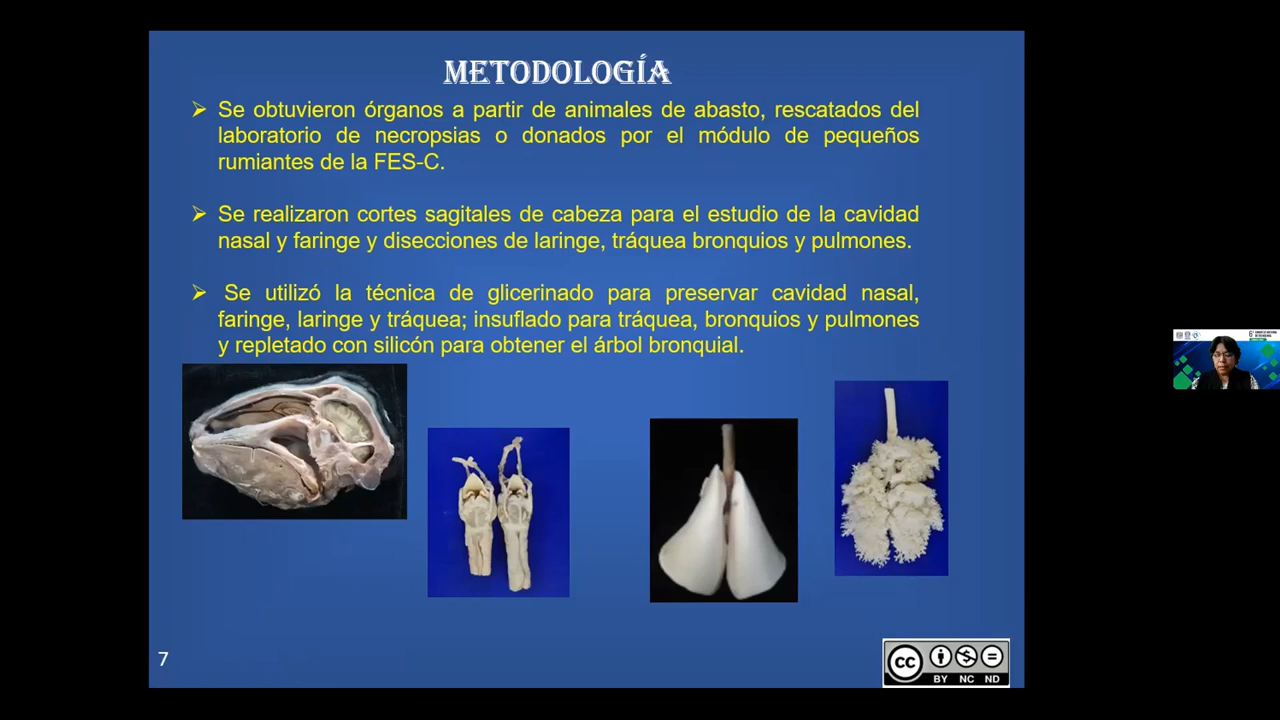 METODOLOGÍA
Se obtuvieron órganos a partir de animales de abasto, rescatados del
laboratorio de necropsias o donados por el módulo de pequeños
rumiantes de la FES-C.
Se realizaron cortes sagitales de cabeza para el estudio de la cavidad
nasal y faringe y disecciones de laringe, tráquea bronquios y pulmones.
Se utilizó la técnica de glicerinado para preservar cavidad nasal,
faringe, laringe y tráquea; insuflado para tráquea, bronquios y pulmones
y repletado con silicón para obtener el árbol bronquial.
7
cc
BY NC ND